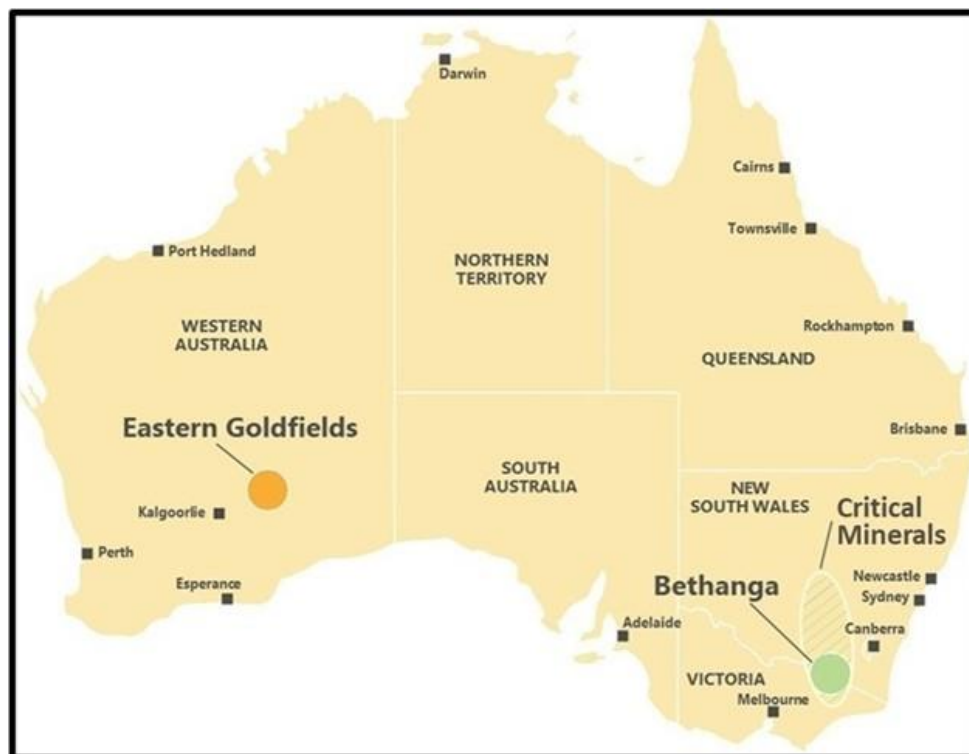 Darwin
Cairns
Townsville
Port Hedland
NORTHERN
TERRITORY
WESTERN
AUSTRALIA
Rockhampton
QUEENSLAND
Eastern Goldfields
Brisbane
SOUTH
AUSTRALIA
NEW
SOUTH WALES
Kalgoorlie
Critical
Minerals
Perth
Esperance
Bethanga
Newcastle
Sydney
Adelaide
Canberra
VICTORIA
Melbourne